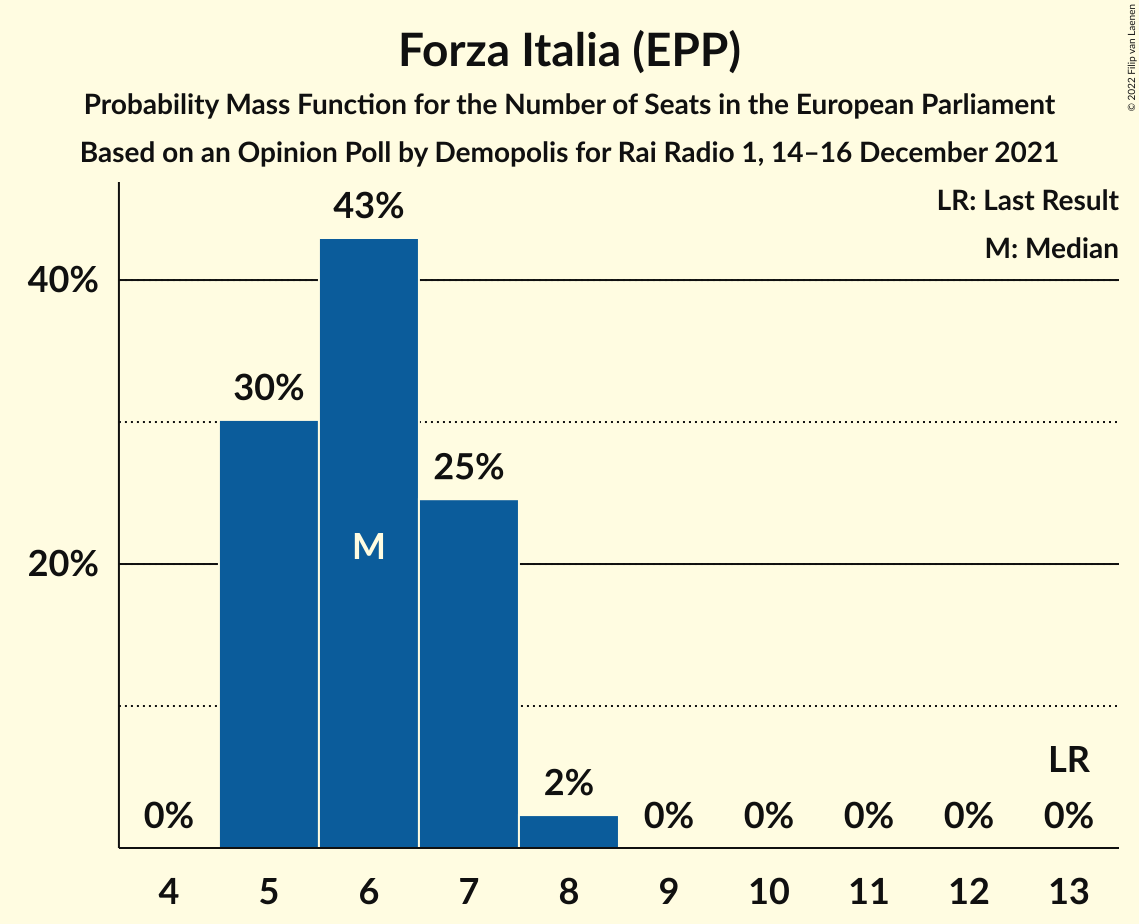 Forza Italia (EPP)
Probability Mass Function for the Number of Seats in the European Parliament
Based on an Opinion Poll by Demopolis for Rai Radio 1, 14–16 December 2021
© 2022 Filip van Laenen
LR: Last Result
M: Median
40%
20%
0%
30%
43%
M
25%
2%
0%
0%
0%
0%
LR
0%
4 5 6 7 8 9 10 11 12 13